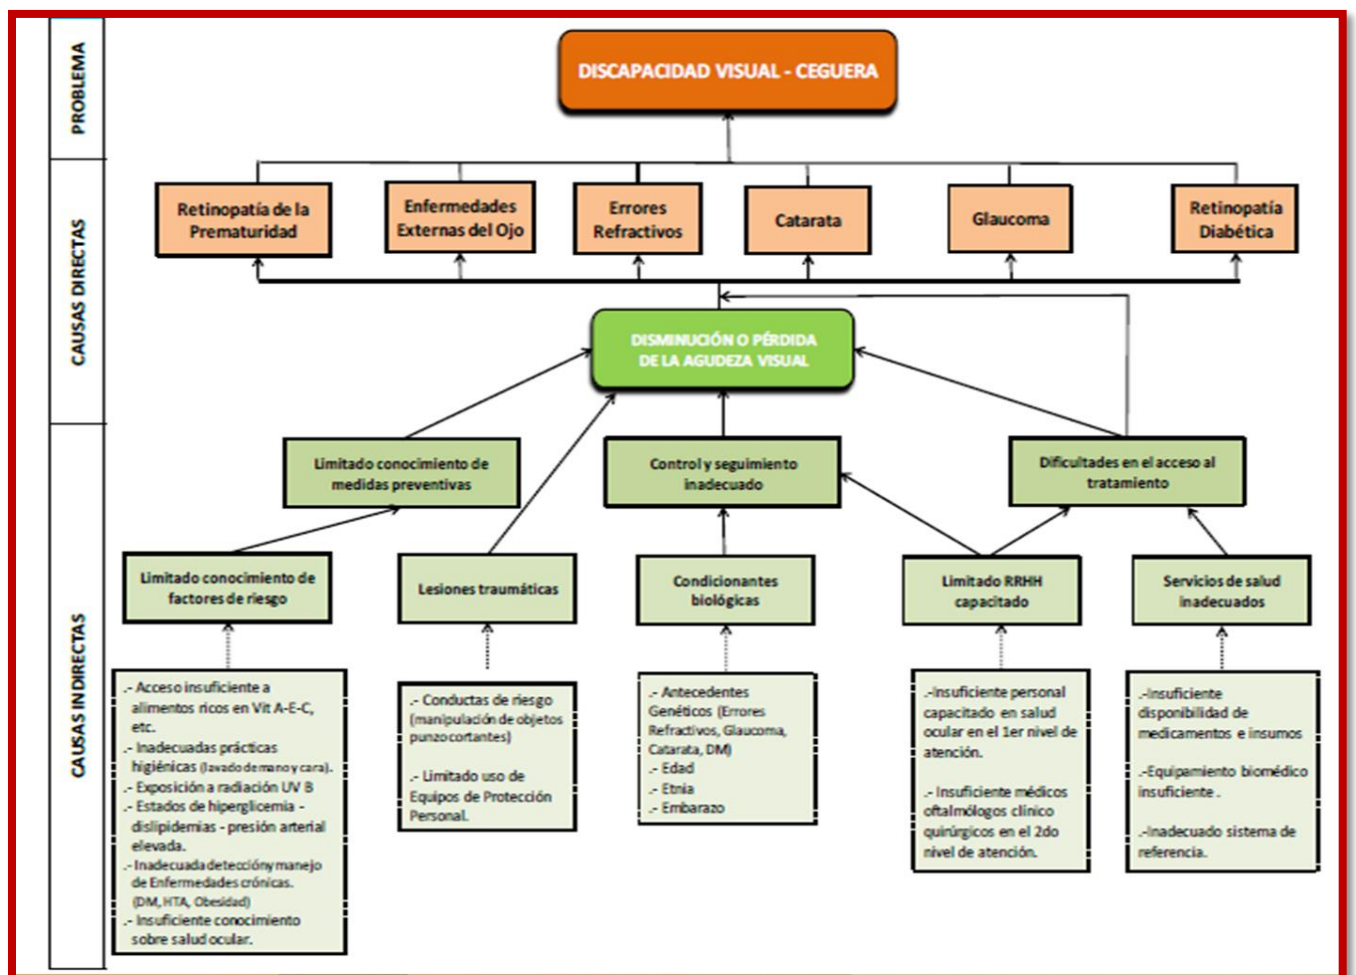 PROBLEMA
DISCAPACIDAD VISUAL - CEGUERA
CAUSAS DIRECTAS
Retinopatía de la
Prematuridad
Enfermedades
Externas del Ojo
Errores
Refractivos
Catarata
Glaucoma
Retinopatía
Diabética
DISMINUCIÓN O PÉRDIDA
DE LA AGUDEZA VISUAL
CAUSAS INDIRECTAS
Limitado conocimiento de
medidas preventivas
Control y seguimiento
inadecuado
Dificultades en el acceso al
tratamiento
Limitado conocimiento de
factores de riesgo
Lesiones traumáticas
Condicionantes
biológicas
Limitado RRHH
capacitado
Servicios de salud
inadecuados
.- Acceso insuficiente a
alimentos ricos en Vit A-E-C,
etc.
.- Inadecuadas prácticas
higiénicas (lavado de mano y cara).
.- Exposición a radiación UV B
.- Estados de hiperglicemia -
dislipidemias - presión arterial
elevada.
.- Inadecuada detección y manejo
de Enfermedades crónicas.
(DM, HTA, Obesidad)
.- Insuficiente conocimiento
sobre salud ocular.
.- Conductas de riesgo
(manipulación de objetos
punzocortantes)
.- Limitado uso de
Equipos de Protección
Personal.
.- Antecedentes
Genéticos (Errores
Refractivos, Glaucoma,
Catarata, DM)
.- Edad
.- Etnia
.- Embarazo
.-Insuficiente personal
capacitado en salud
ocular en el 1er nivel de
atención.
.- Insuficiente médicos
oftalmólogos clínico
quirúrgicos en el 2do
nivel de atención.
.-Insuficiente
disponibilidad de
medicamentos e insumos
.-Equipamiento biomédico
insuficiente .
.-Inadecuado sistema de
referencia.